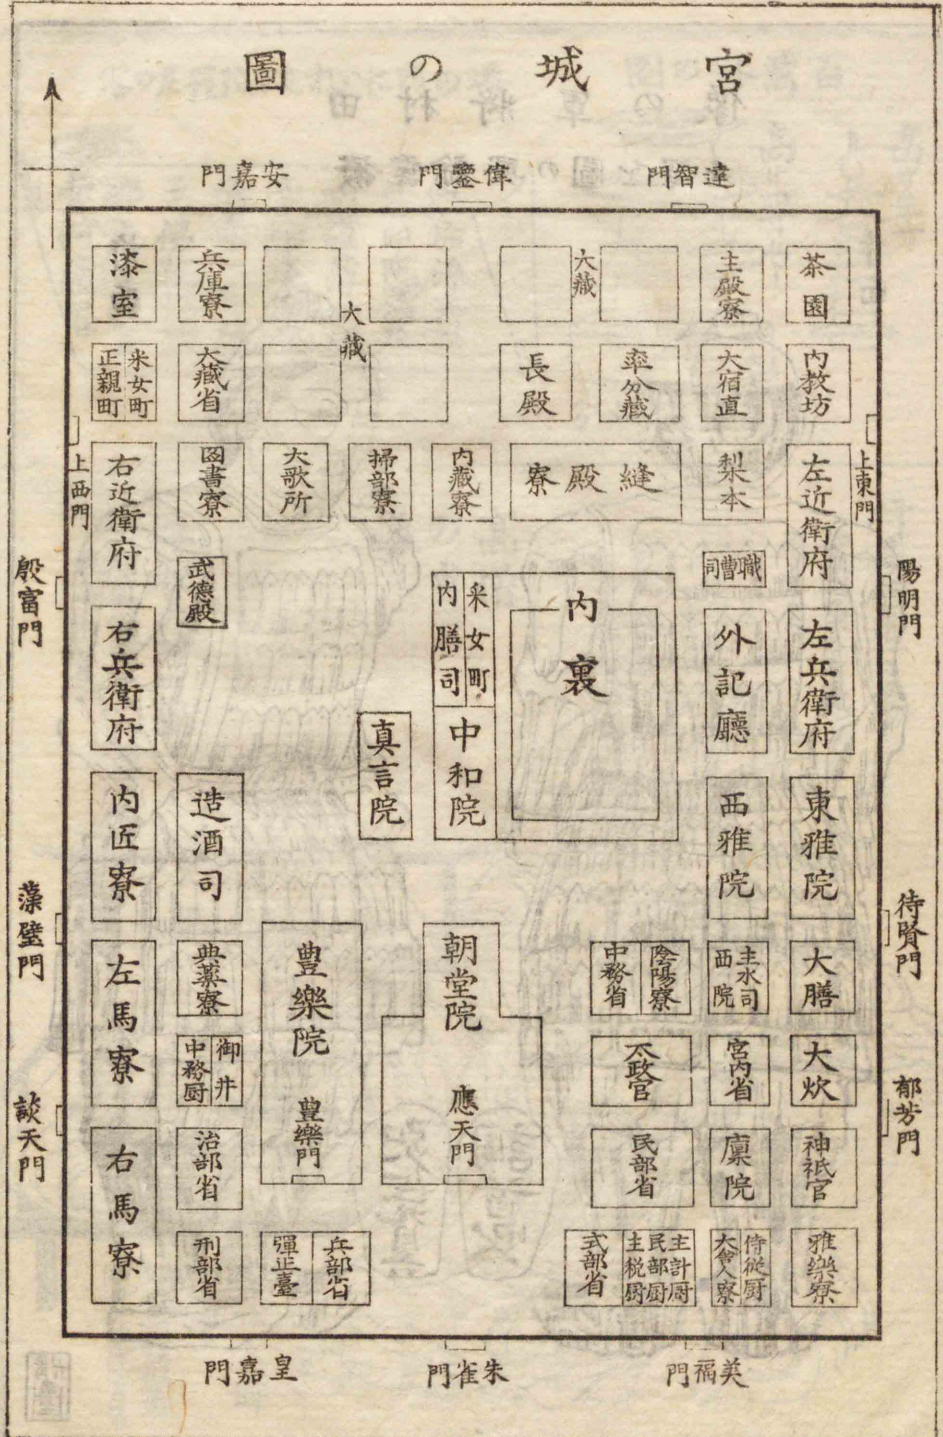 宮城の圖
達智門
偉鑒門
安嘉門
茶園
主殿寮
大藏
大藏
兵庫寮
漆室
内教坊
大宿直
率分藏
長殿
大藏省
采女町
正親町
上東門
左近衛府
梨本
縫殿寮
内藏寮
掃部寮
大歌所
図書寮
右近衛府
上西門
陽明門
職曹司
武德殿
殷富門
左兵衛府
外記廳
内裏
采女町
内膳司
中和院
真言院
右兵衛府
東雅院
西雅院
造酒司
内匠寮
待賢門
大膳
主水司
西院
陰陽寮
中務省
朝堂院
應天門
豊樂院
豊樂門
典薬寮
左馬寮
藻壁門
郁芳門
大炊
宮内省
太政官
御井
中務厨
談天門
神祇官
廩院
民部省
治部省
右馬寮
雅樂寮
侍從厨
大舍人寮
主計厨
民部厨
主税厨
式部省
兵部省
彈正臺
刑部省
美福門
朱雀門
皇嘉門